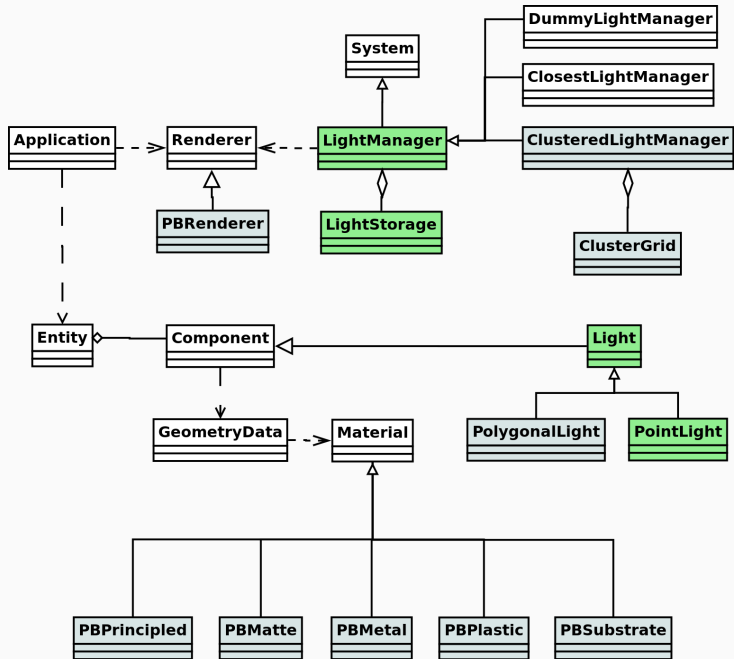 DummyLightManager
System
ClosestLightManager
Application
Renderer
LightManager
ClusteredLightManager
PBRenderer
LightStorage
ClusterGrid
Entity
Component
Light
GeometryData
Material
PolygonalLight
PointLight
PBPrincipled
PBMatte
PBMetal
PBPlastic
PBSubstrate